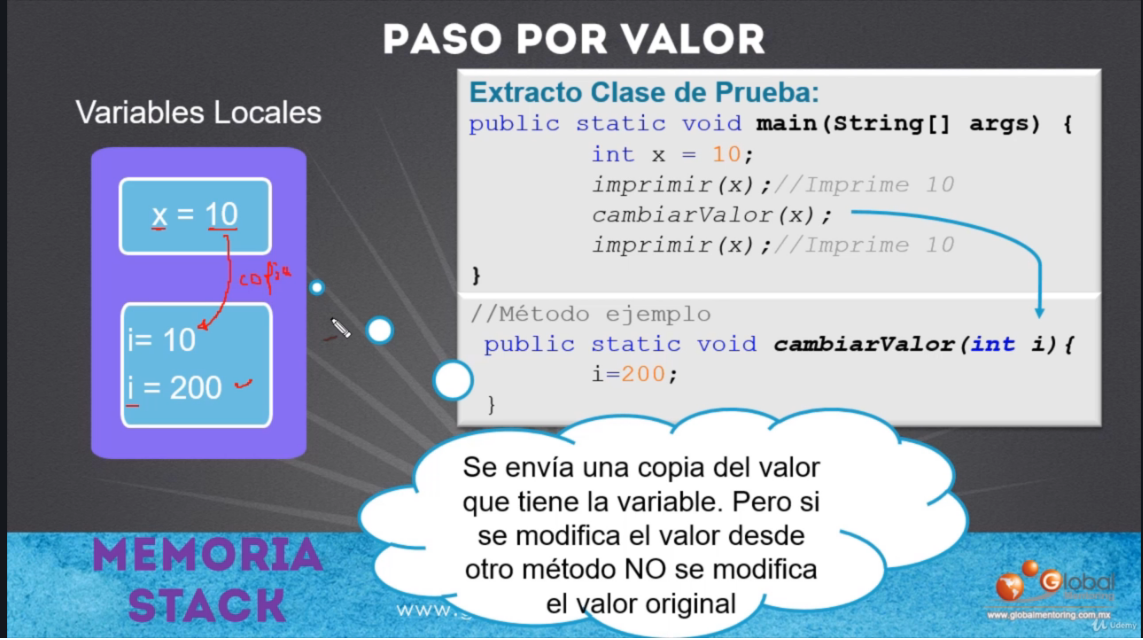 PASO POR VALOR
Variables Locales
x = 10
copia
i= 10
i = 200
Extracto Clase de Prueba:
public static void main(String[] args) {
int x = 10;
imprimir(x);//Imprime 10
cambiarValor(x);
imprimir(x);//Imprime 10
}
//Método ejemplo
public static void cambiarValor(int i){
i=200;
}
Se envía una copia del valor
que tiene la variable. Pero si
se modifica el valor desde
otro método NO se modifica
el valor original
MEMORIA
STACK
www.
Global
Mentoring
www.globalmentoring.com.mx
Udemy